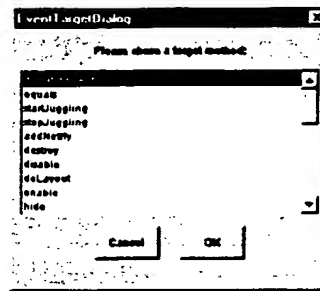 EventTargetDialog
Please chose a target method:
equals
startJuggling
stopJuggling
addNotify
destroy
disable
doLayout
enable
hide
Cancel OK